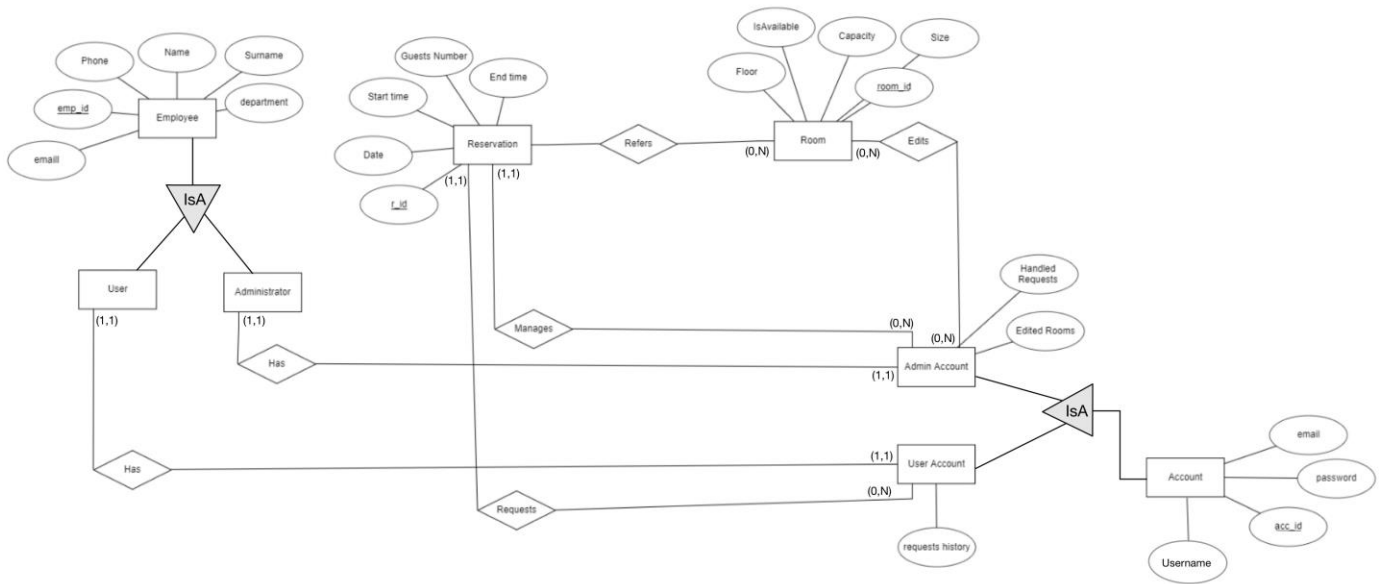 Phone
Name
Surname
emp_id
department
Employee
emaill
IsA
User
Administrator
(1,1)
(1,1)
Has
Has
Guests Number
End time
Start time
Reservation
Date
r_id
(1,1)
(1,1)
Refers
IsAvailable
Capacity
Size
Floor
room_id
Room
(0,N)
(0,N)
Edits
Manages
(0,N)
(0,N)
Handled
Requests
Edited Rooms
Admin Account
(1,1)
IsA
(1,1)
User Account
(0,N)
Requests
requests history
email
Account
password
acc_id
Username